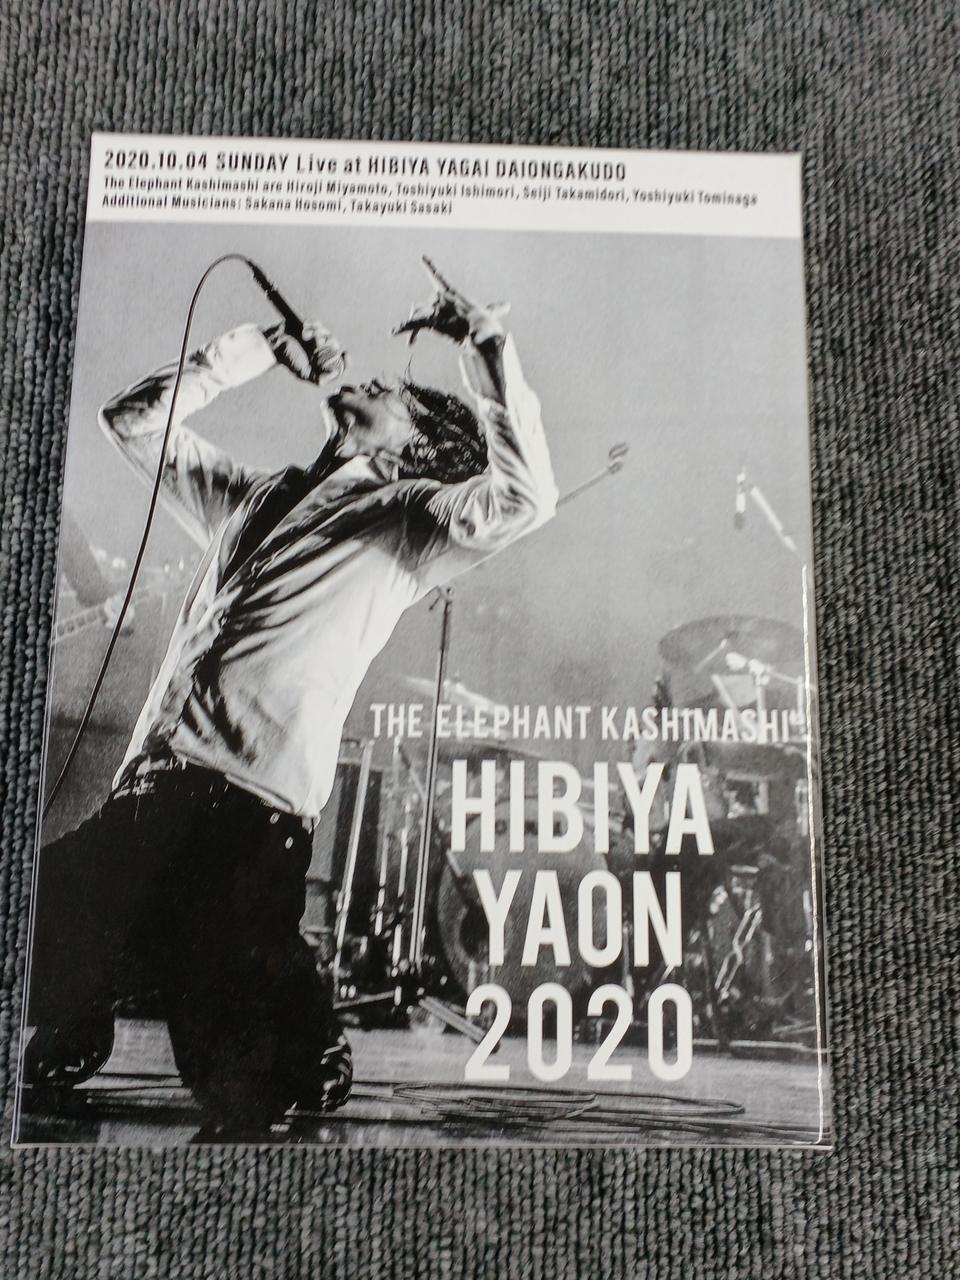 2020.10.04 SUNDAY Live at HIBIYA YAGAI DAIONGAKUDO
The Elephant Kashimashi are Hiroji Miyamoto, Toshiyuki Ishimori, Seiji Takamidori, Yoshiyuki Tominaga
Additional Musicians: Sakana Hosomi, Takayuki Sasaki
THE ELEPHANT KASHIMASHI
HIBIYA
YAON
2020